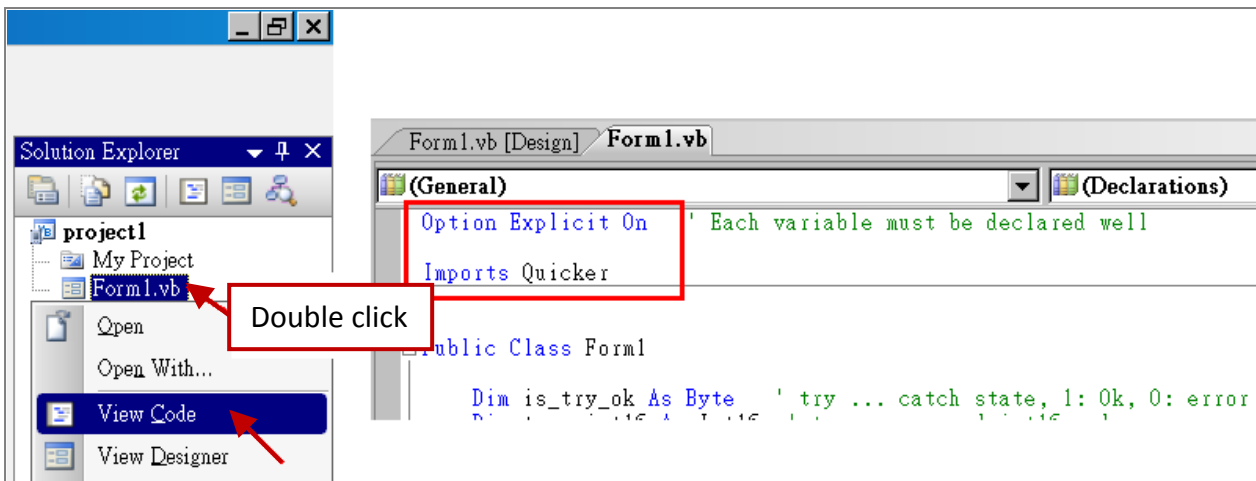 Solution Explorer
project1
My Project
Form1.vb
Double click
Open
Open With...
View Code
View Designer
Form1.vb [Design]
Form1.vb
(General)
(Declarations)
Option Explicit On ' Each variable must be declared well
Imports Quicker
Public Class Form1
Dim is_try_ok As Byte ' try ... catch state, 1: Ok, 0: error